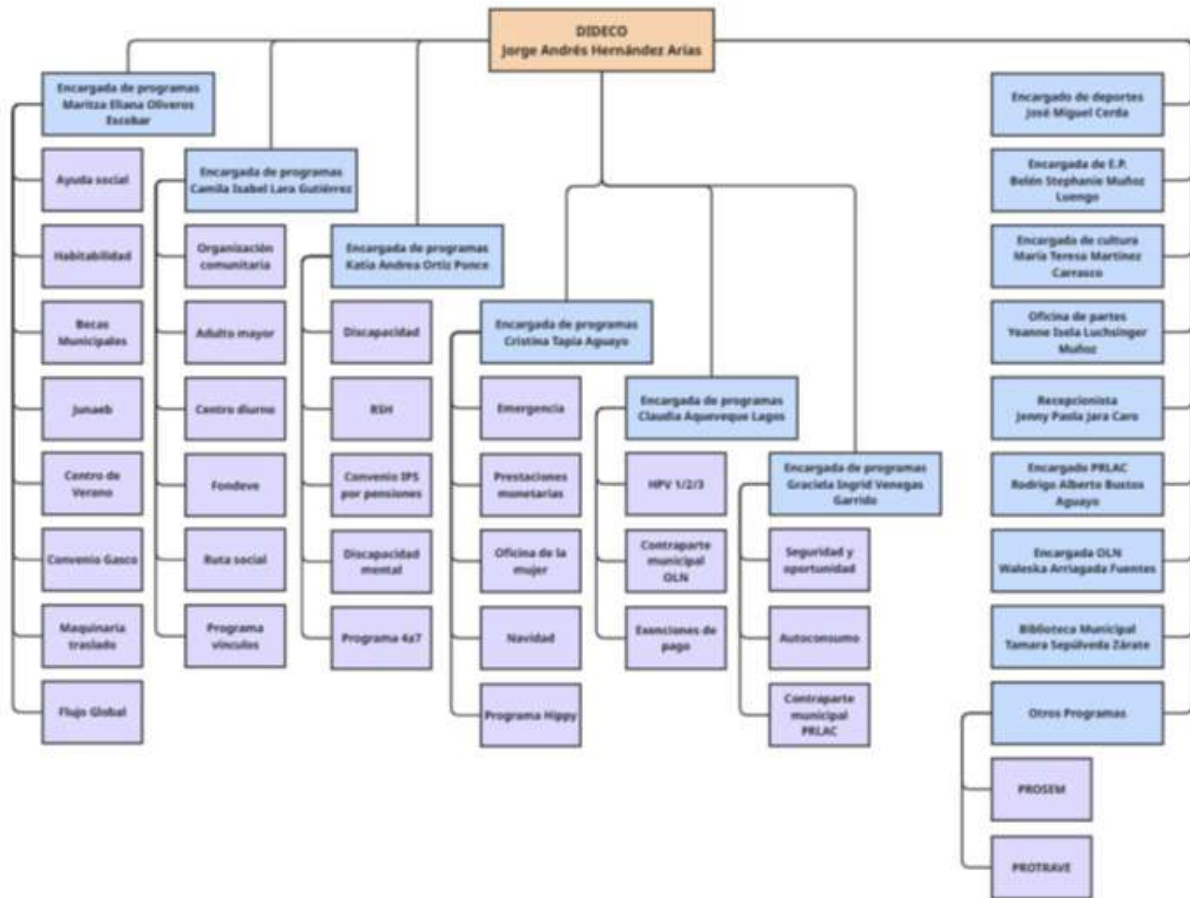 DIDECO
Jorge Andrés Hernández Arias
Encargada de programas
Maritza Eliana Oliveros
Escobar
Ayuda social
Habitabilidad
Becas
Municipales
Junaeb
Centro de
Verano
Convenio Gasco
Maquinaria
traslado
Flujo Global
Encargada de programas
Camila Isabel Lara Gutiérrez
Organización
comunitaria
Adulto mayor
Centro diurno
Fondeve
Ruta social
Programa
vínculos
Encargada de programas
Katia Andrea Ortiz Ponce
Discapacidad
RSH
Convenio IPS
por pensiones
Discapacidad
mental
Programa 4x7
Encargada de programas
Cristina Tapia Aguayo
Emergencia
Prestaciones
monetarias
Oficina de la
mujer
Navidad
Programa Hippy
Encargada de programas
Claudia Aqueveque Lagos
HPV 1/2/3
Contraparte
municipal
OLN
Exenciones de
pago
Encargada de programas
Graciela Ingrid Venegas
Garrido
Seguridad y
oportunidad
Autoconsumo
Contraparte
municipal
PRLAC
Encargado de deportes
José Miguel Cerda
Encargada de E.P.
Belén Stephanie Muñoz
Luengo
Encargada de cultura
María Teresa Martínez
Carrasco
Oficina de partes
Yeanne Isela Luchsinger
Muñoz
Recepcionista
Jenny Paola Jara Caro
Encargado PRLAC
Rodrigo Alberto Bustos
Aguayo
Encargada OLN
Waleska Arriagada Fuentes
Biblioteca Municipal
Tamara Sepúlveda Zárate
Otros Programas
PROSEM
PROTRAVE